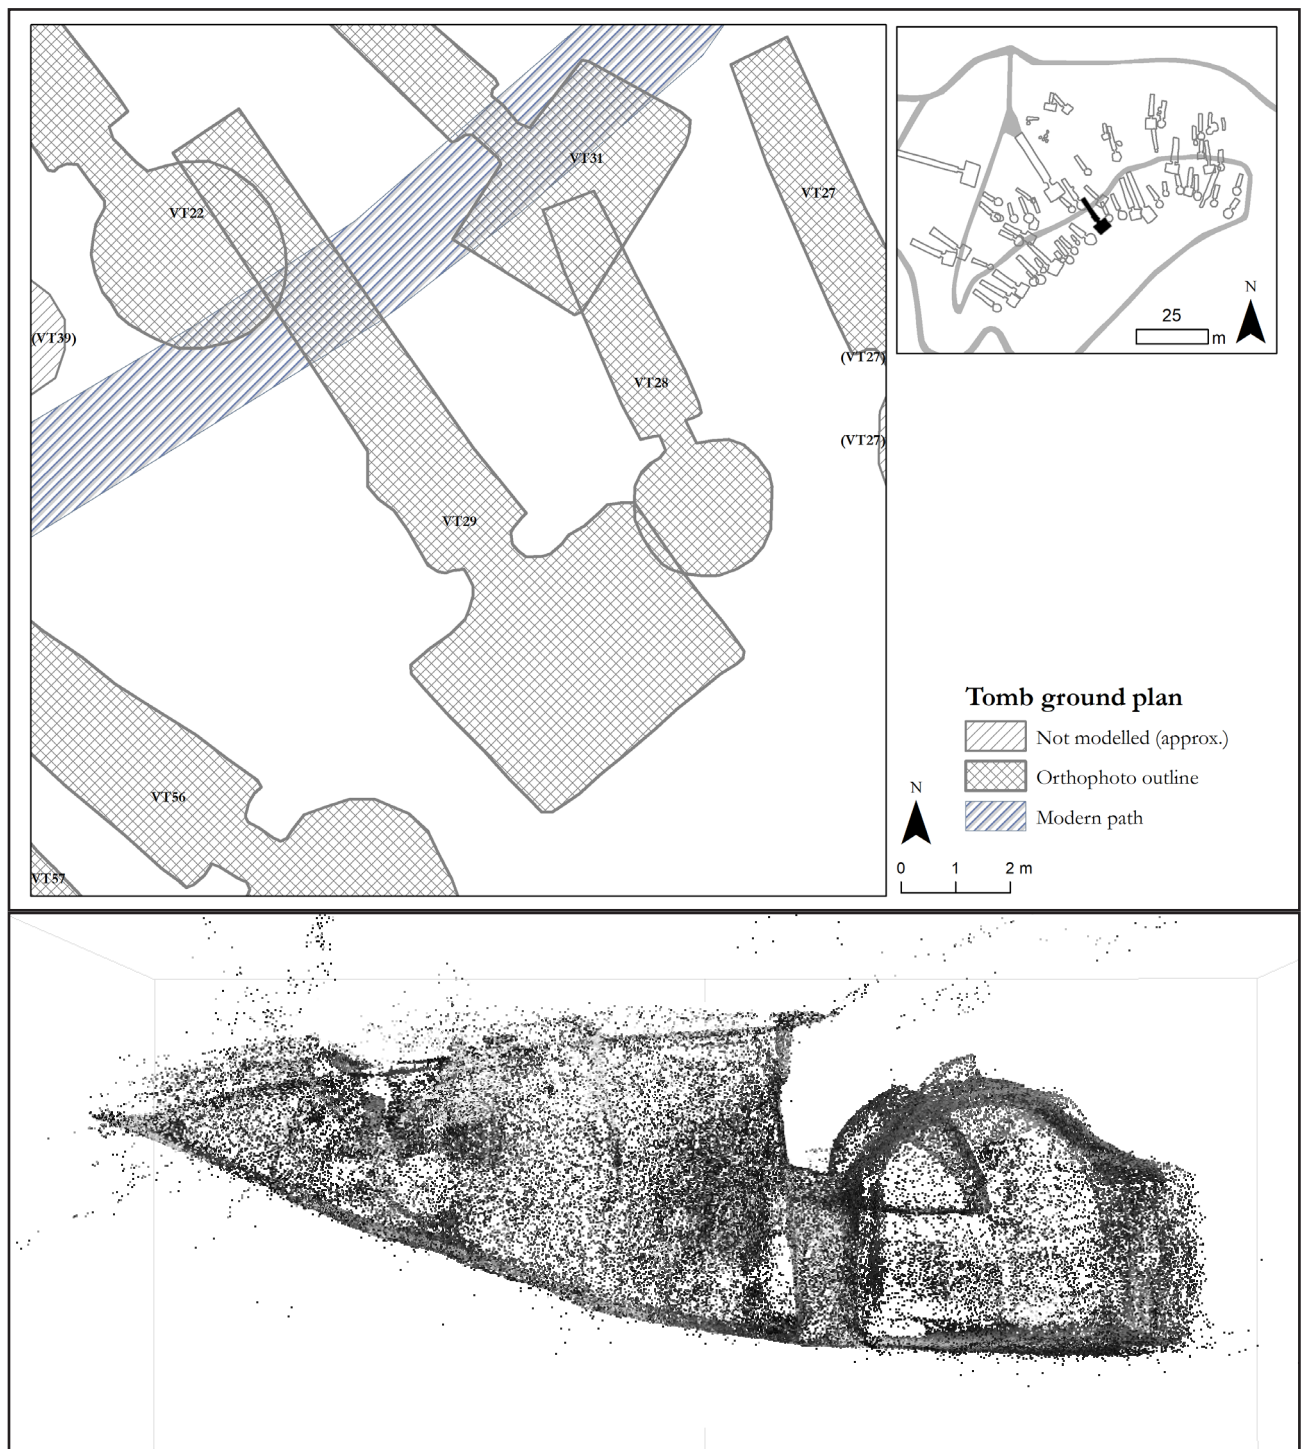 VT31
VT27
VT22
(VT39)
(VT27)
VT28
(VT27)
VT29
VT56
VT57
N
25
m
Tomb ground plan
Not modelled (approx.)
Orthophoto outline
Modern path
N
0 1 2 m